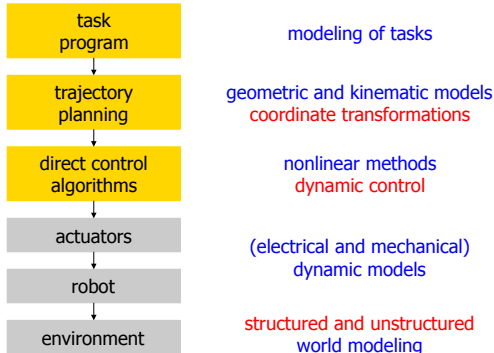 task
program
modeling of tasks
trajectory
planning
geometric and kinematic models
coordinate transformations
direct control
algorithms
nonlinear methods
dynamic control
actuators
(electrical and mechanical)
dynamic models
robot
environment
structured and unstructured
world modeling